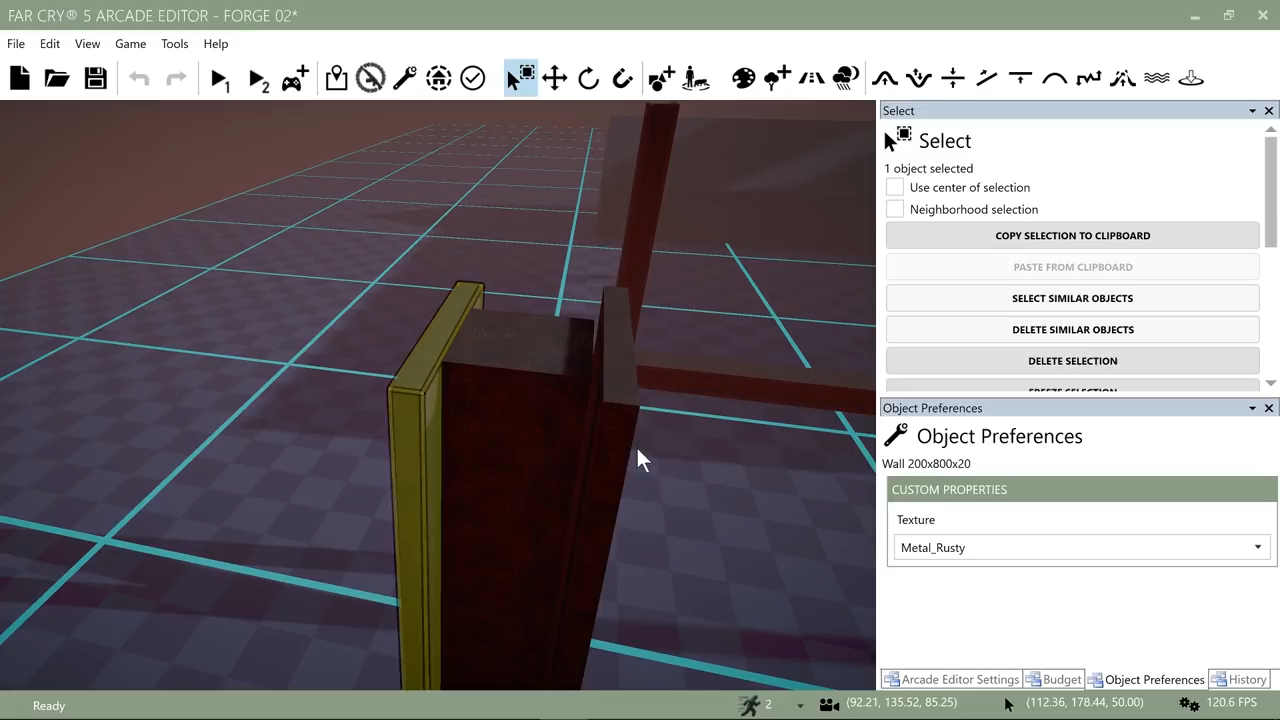 FAR CRY® 5 ARCADE EDITOR - FORGE 02*
File Edit View Game Tools Help
1 2
Select
Select
1 object selected
Use center of selection
Neighborhood selection
COPY SELECTION TO CLIPBOARD
PASTE FROM CLIPBOARD
SELECT SIMILAR OBJECTS
DELETE SIMILAR OBJECTS
DELETE SELECTION
FREEZE SELECTION
Object Preferences
Object Preferences
Wall 200x800x20
CUSTOM PROPERTIES
Texture
Metal_Rusty
Arcade Editor Settings Budget Object Preferences History
Ready 2 (92.21, 135.52, 85.25) (112.36, 178.44, 50.00) 120.6 FPS